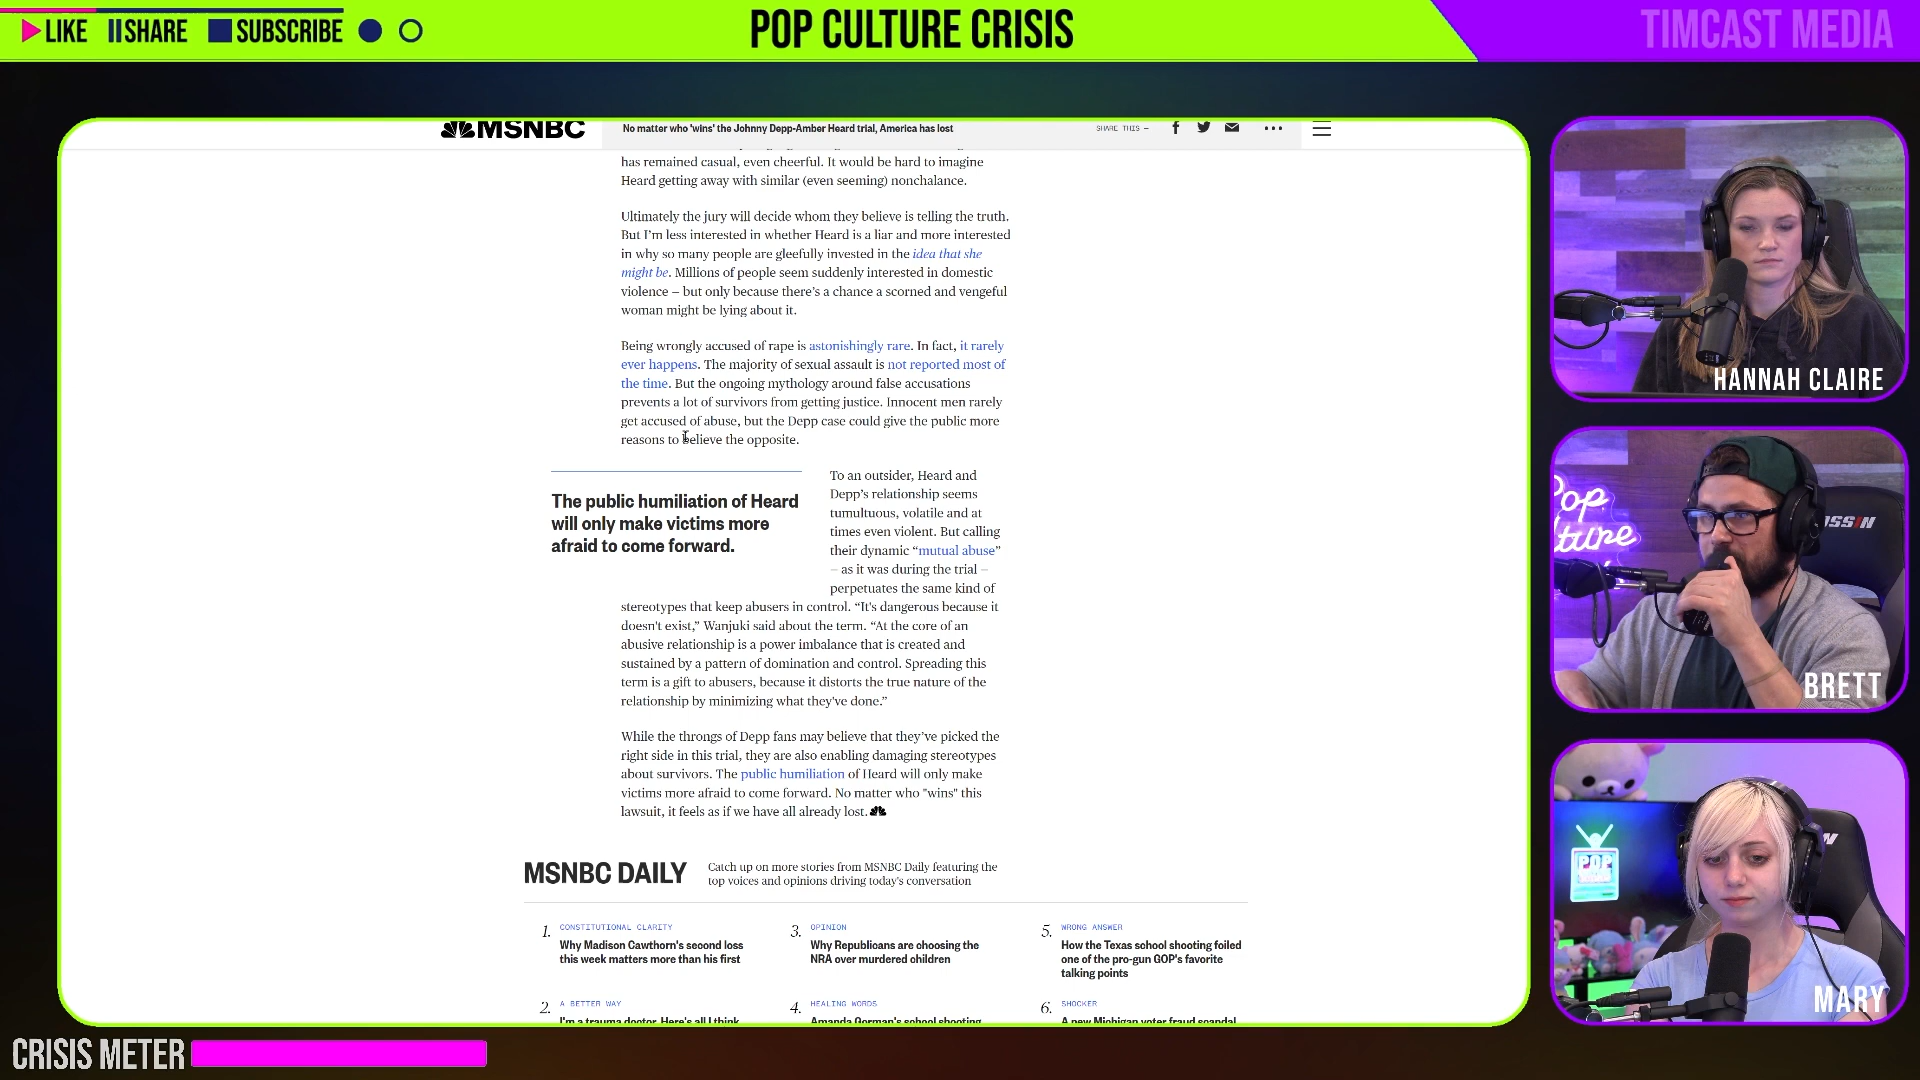 LIKE SHARE SUBSCRIBE
POP CULTURE CRISIS
TIMCAST MEDIA
MSNBC
No matter who 'wins' the Johnny Depp-Amber Heard trial, America has lost
SHARE THIS —
has remained casual, even cheerful. It would be hard to imagine
Heard getting away with similar (even seeming) nonchalance.
Ultimately the jury will decide whom they believe is telling the truth.
But I'm less interested in whether Heard is a liar and more interested
in why so many people are gleefully invested in the idea that she
might be. Millions of people seem suddenly interested in domestic
violence — but only because there's a chance a scorned and vengeful
woman might be lying about it.
Being wrongly accused of rape is astonishingly rare. In fact, it rarely
ever happens. The majority of sexual assault is not reported most of
the time. But the ongoing mythology around false accusations
prevents a lot of survivors from getting justice. Innocent men rarely
get accused of abuse, but the Depp case could give the public more
reasons to believe the opposite.
The public humiliation of Heard
will only make victims more
afraid to come forward.
To an outsider, Heard and
Depp's relationship seems
tumultuous, volatile and at
times even violent. But calling
their dynamic “mutual abuse”
— as it was during the trial —
perpetuates the same kind of
stereotypes that keep abusers in control. “It's dangerous because it
doesn't exist,” Wanjuki said about the term. “At the core of an
abusive relationship is a power imbalance that is created and
sustained by a pattern of domination and control. Spreading this
term is a gift to abusers, because it distorts the true nature of the
relationship by minimizing what they've done.”
While the throngs of Depp fans may believe that they've picked the
right side in this trial, they are also enabling damaging stereotypes
about survivors. The public humiliation of Heard will only make
victims more afraid to come forward. No matter who "wins" this
lawsuit, it feels as if we have all already lost.
MSNBC DAILY
Catch up on more stories from MSNBC Daily featuring the
top voices and opinions driving today's conversation
1. CONSTITUTIONAL CLARITY
Why Madison Cawthorn's second loss
this week matters more than his first
3. OPINION
Why Republicans are choosing the
NRA over murdered children
5. WRONG ANSWER
How the Texas school shooting foiled
one of the pro-gun GOP's favorite
talking points
2. A BETTER WAY
I'm a trauma doctor. Here's all I think
4. HEALING WORDS
Amanda Gorman's school shooting
6. SHOCKER
A new Michigan voter fraud scandal
HANNAH CLAIRE
Pop
BRETT
POP
MARY
CRISIS METER